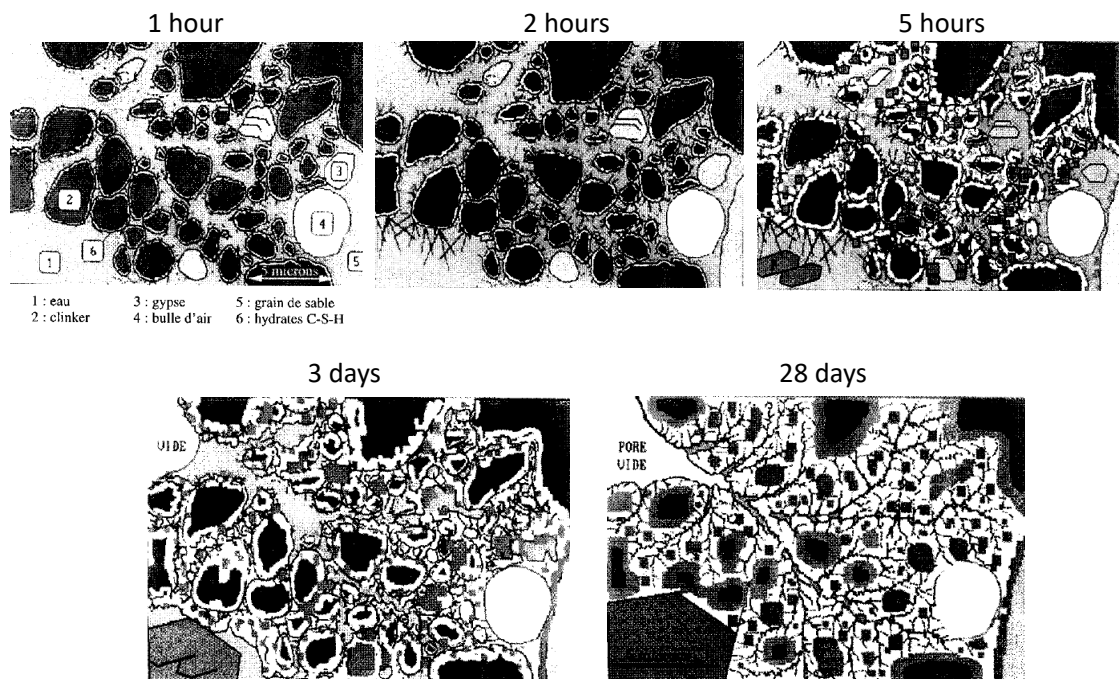 1 hour
2 hours
5 hours
2
3
4
6
1
5
5 microns
1 : eau 3 : gypse 5 : grain de sable
2 : clinker 4 : bulle d'air 6 : hydrates C-S-H
3 days
28 days
VIDE
PORE
VIDE